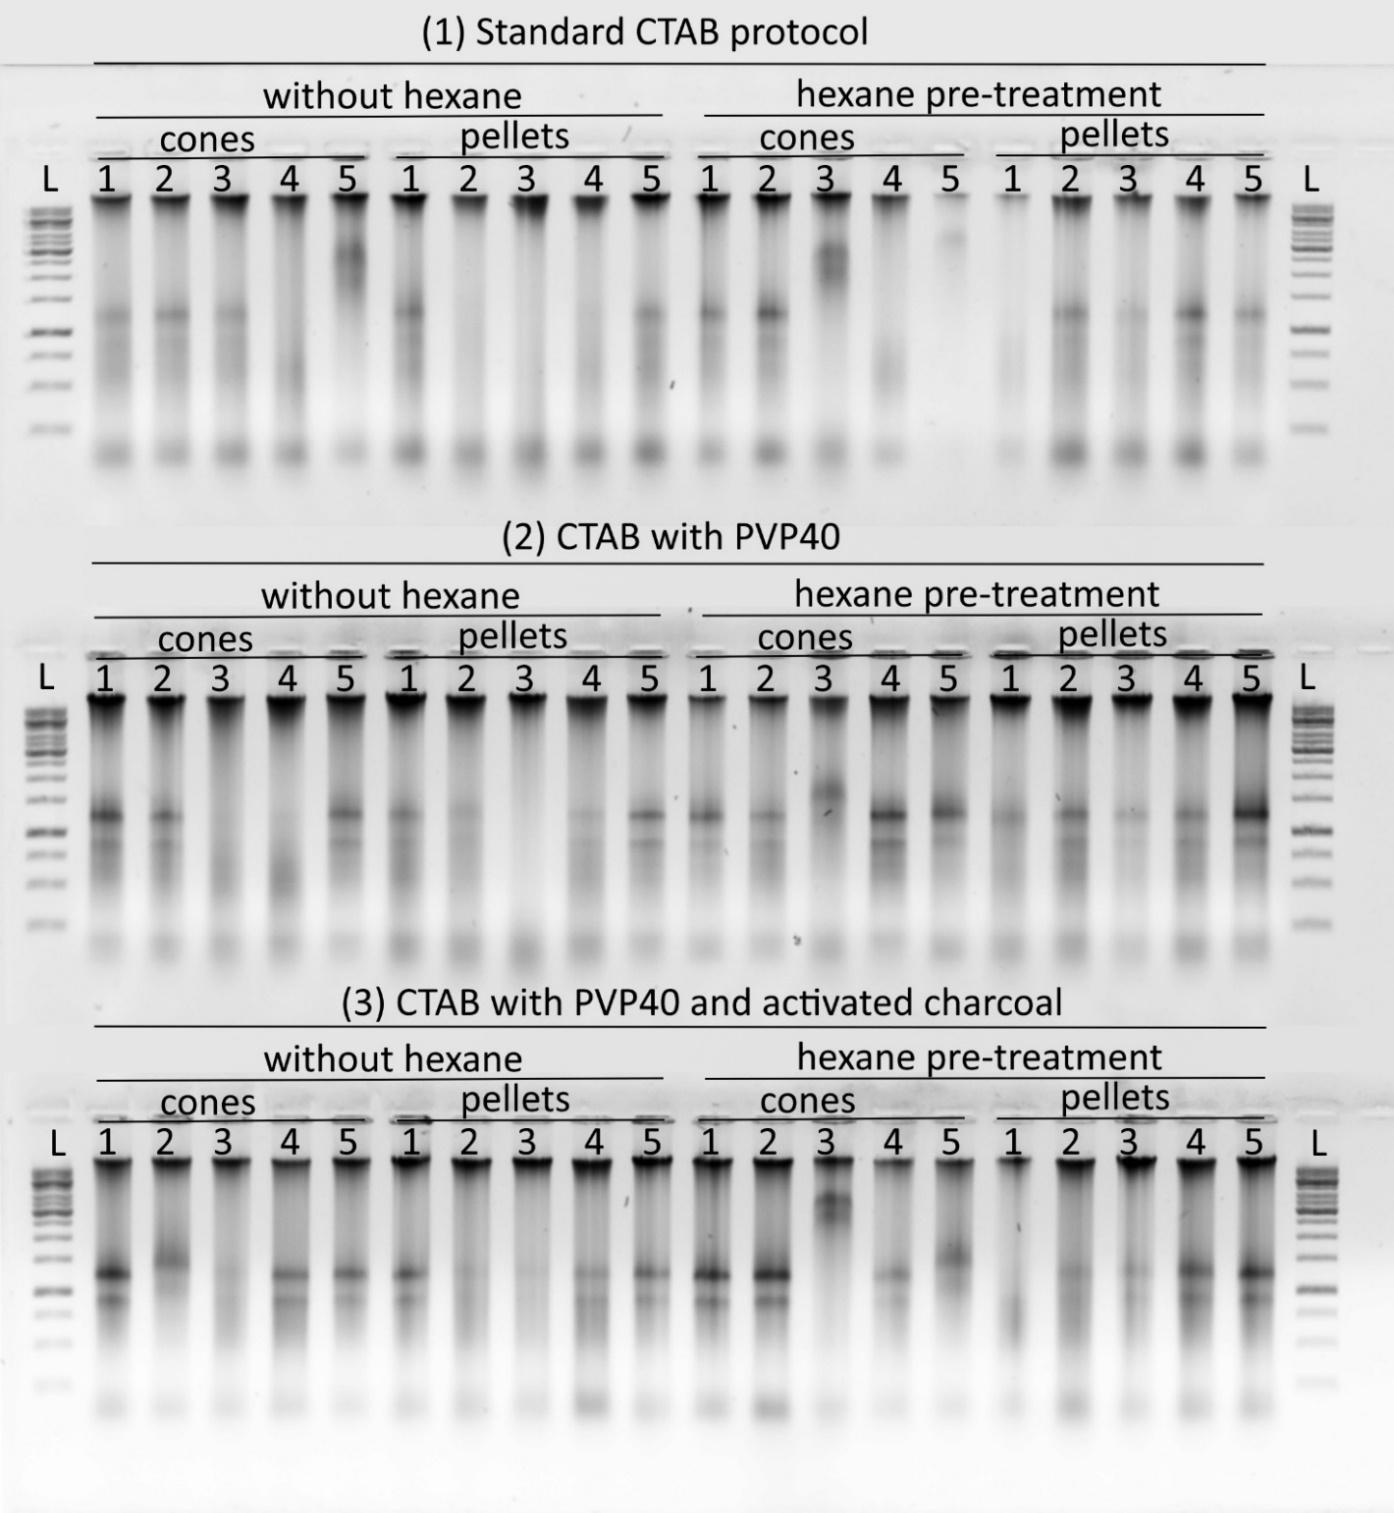 (1) Standard CTAB protocol
without hexane hexane pre-treatment
cones pellets cones pellets
L 1 2 3 4 5 1 2 3 4 5 1 2 3 4 5 1 2 3 4 5 L
(2) CTAB with PVP40
without hexane hexane pre-treatment
cones pellets cones pellets
L 1 2 3 4 5 1 2 3 4 5 1 2 3 4 5 1 2 3 4 5 L
(3) CTAB with PVP40 and activated charcoal
without hexane hexane pre-treatment
cones pellets cones pellets
L 1 2 3 4 5 1 2 3 4 5 1 2 3 4 5 1 2 3 4 5 L